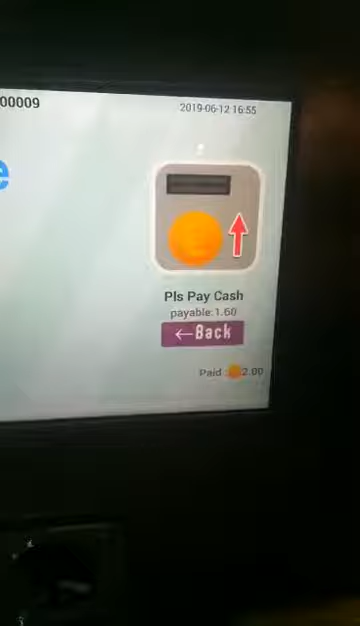 00009
2019-06-12 16:55
e
Pls Pay Cash
payable:1.60
←Back
Paid : 2.00